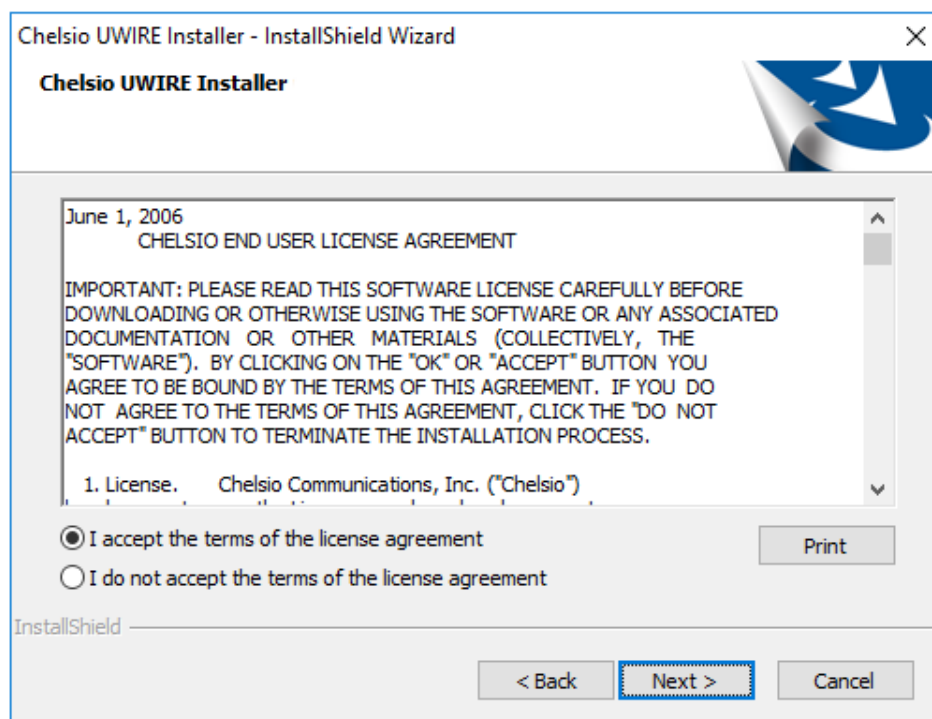 Chelsio UWIRE Installer - InstallShield Wizard
Chelsio UWIRE Installer
June 1, 2006
CHELSIO END USER LICENSE AGREEMENT
IMPORTANT: PLEASE READ THIS SOFTWARE LICENSE CAREFULLY BEFORE
DOWNLOADING OR OTHERWISE USING THE SOFTWARE OR ANY ASSOCIATED
DOCUMENTATION OR OTHER MATERIALS (COLLECTIVELY, THE
"SOFTWARE"). BY CLICKING ON THE "OK" OR "ACCEPT" BUTTON YOU
AGREE TO BE BOUND BY THE TERMS OF THIS AGREEMENT. IF YOU DO
NOT AGREE TO THE TERMS OF THIS AGREEMENT, CLICK THE "DO NOT
ACCEPT" BUTTON TO TERMINATE THE INSTALLATION PROCESS.
1. License. Chelsio Communications, Inc. ("Chelsio")
I accept the terms of the license agreement
Print
I do not accept the terms of the license agreement
InstallShield
< Back Next > Cancel